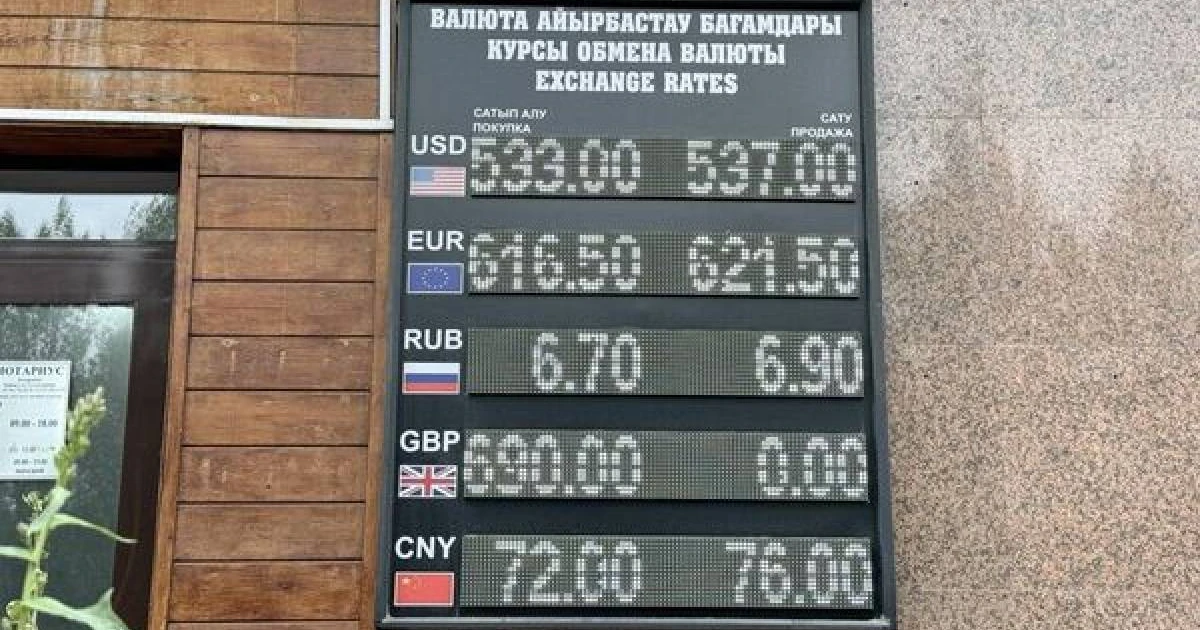 ВАЛЮТА АЙЫРБАСТАУ БАҒАМДАРЫ
КУРСЫ ОБМЕНА ВАЛЮТЫ
EXCHANGE RATES
САТЫП АЛУ САТУ
ПОКУПКА ПРОДАЖА
USD 533.00 537.00
EUR 616.50 621.50
RUB 6.70 6.90
GBP 690.00 0.00
CNY 72.00 76.00
НОТАРИУС
09.00 - 18.00